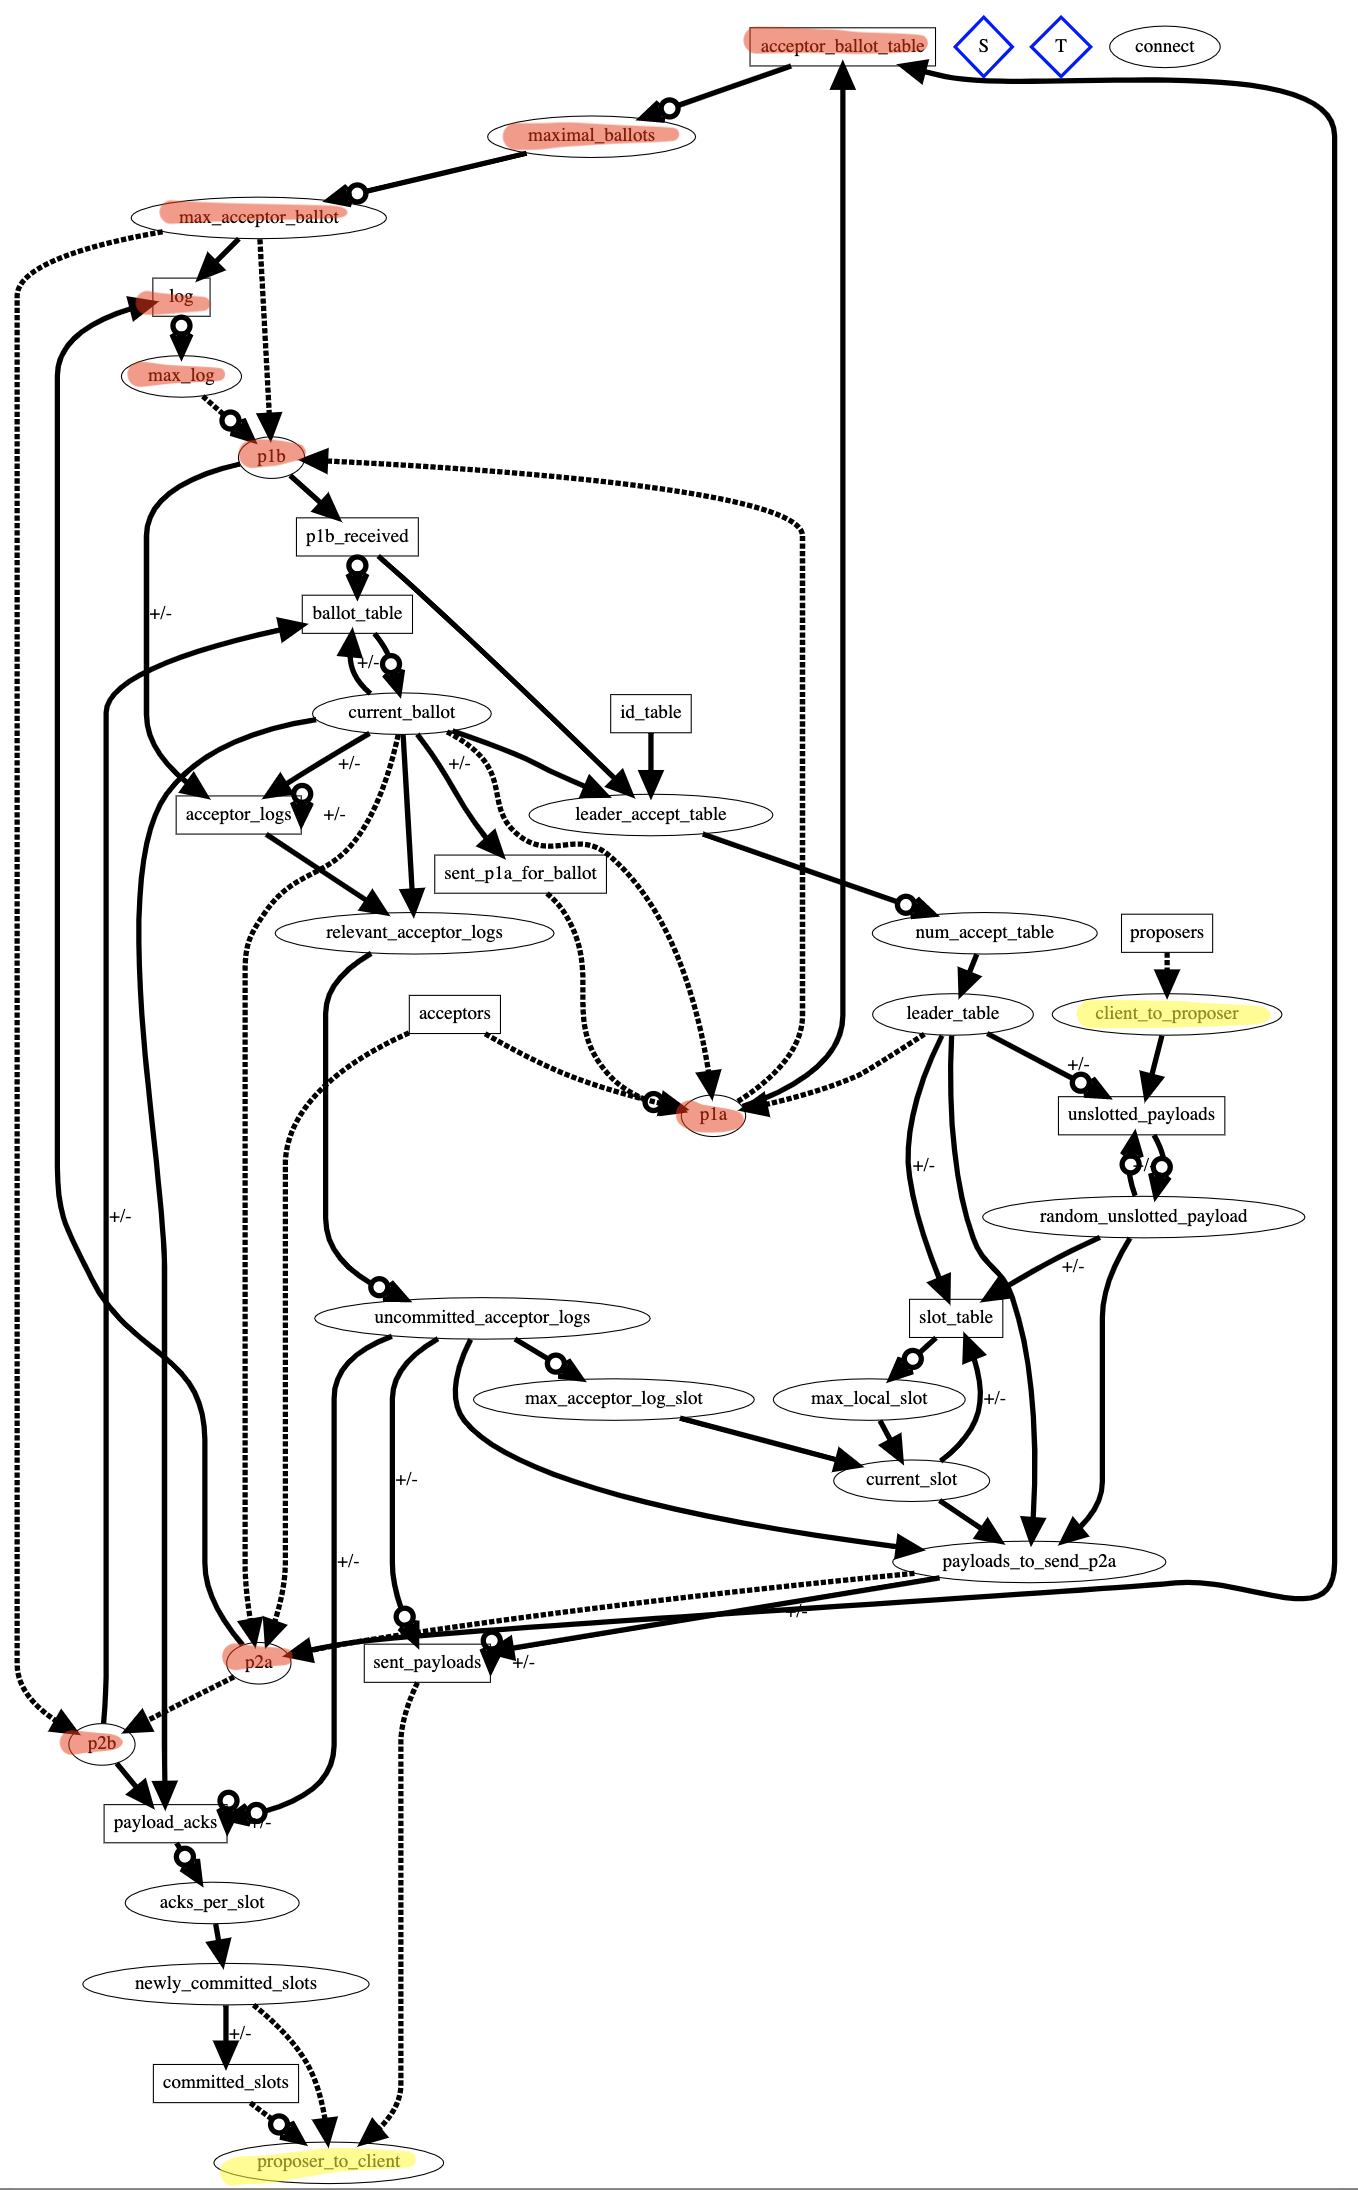 acceptor_ballot_table
S
T
connect
maximal_ballots
max_acceptor_ballot
log
max_log
p1b
p1b_received
+/-
ballot_table
+/-
current_ballot
id_table
+/-
+/-
acceptor_logs
+/-
leader_accept_table
sent_p1a_for_ballot
relevant_acceptor_logs
num_accept_table
proposers
acceptors
leader_table
client_to_proposer
+/-
p1a
unslotted_payloads
+/-
+/-
+/-
random_unslotted_payload
+/-
uncommitted_acceptor_logs
slot_table
max_acceptor_log_slot
max_local_slot
+/-
+/-
current_slot
+/-
payloads_to_send_p2a
+/-
p2a
sent_payloads
+/-
p2b
payload_acks
+/-
acks_per_slot
newly_committed_slots
+/-
committed_slots
proposer_to_client